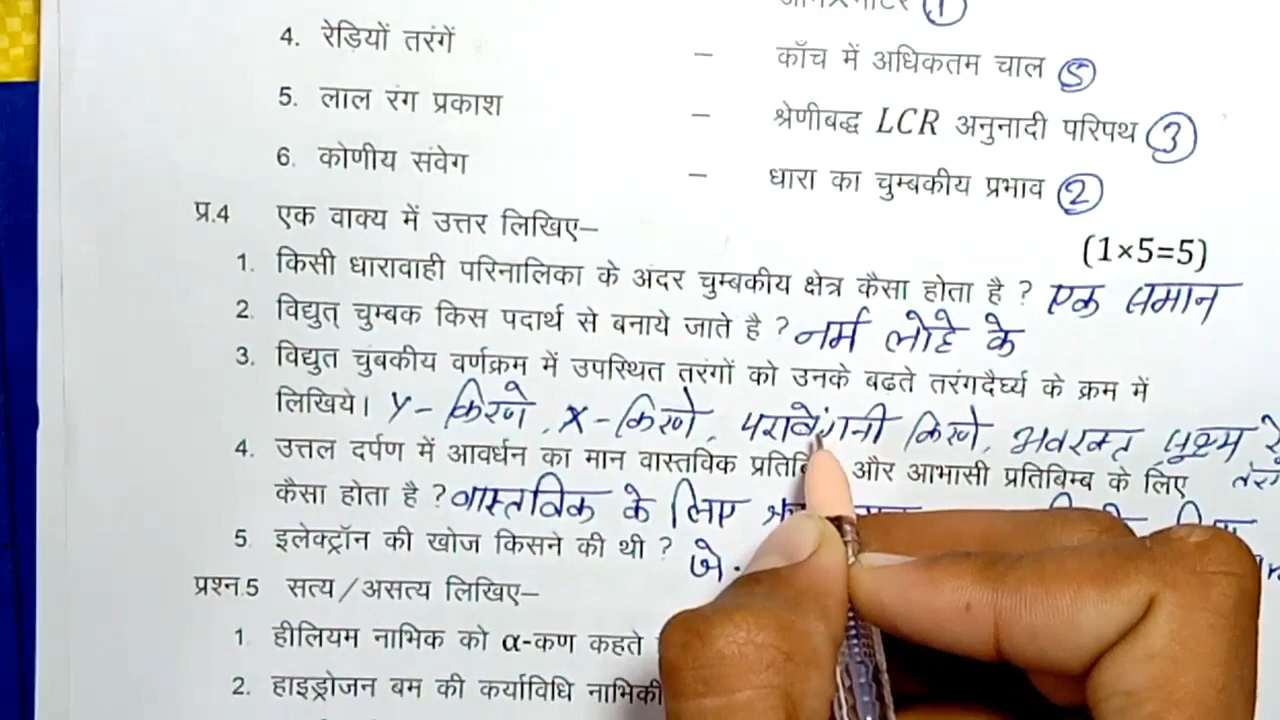 ①
4. रेडियों तरंगें – काँच में अधिकतम चाल ⑤
5. लाल रंग प्रकाश – श्रेणीबद्ध LCR अनुनादी परिपथ ③
6. कोणीय संवेग – धारा का चुम्बकीय प्रभाव ②
प्र.4 एक वाक्य में उत्तर लिखिए–
(1×5=5)
1. किसी धारावाही परिनालिका के अंदर चुम्बकीय क्षेत्र कैसा होता है ? एक समान
2. विद्युत् चुम्बक किस पदार्थ से बनाये जाते है ? नर्म लोहे के
3. विद्युत चुंबकीय वर्णक्रम में उपस्थित तरंगों को उनके बढते तरंगदैर्घ्य के क्रम में
लिखिये। y- किरणे, x-किरणे, पराबेंगनी किरणे, अवरक्त सूक्ष्म
4. उत्तल दर्पण में आवर्धन का मान वास्तविक और आभासी प्रतिबिम्ब के लिए
कैसा होता है ? वास्तविक के लिए
5. इलेक्ट्रॉन की खोज किसने की थी ? जे.
प्रश्न.5 सत्य/असत्य लिखिए–
1. हीलियम नाभिक को α-कण कहते
2. हाइड्रोजन बम की कर्याविधि